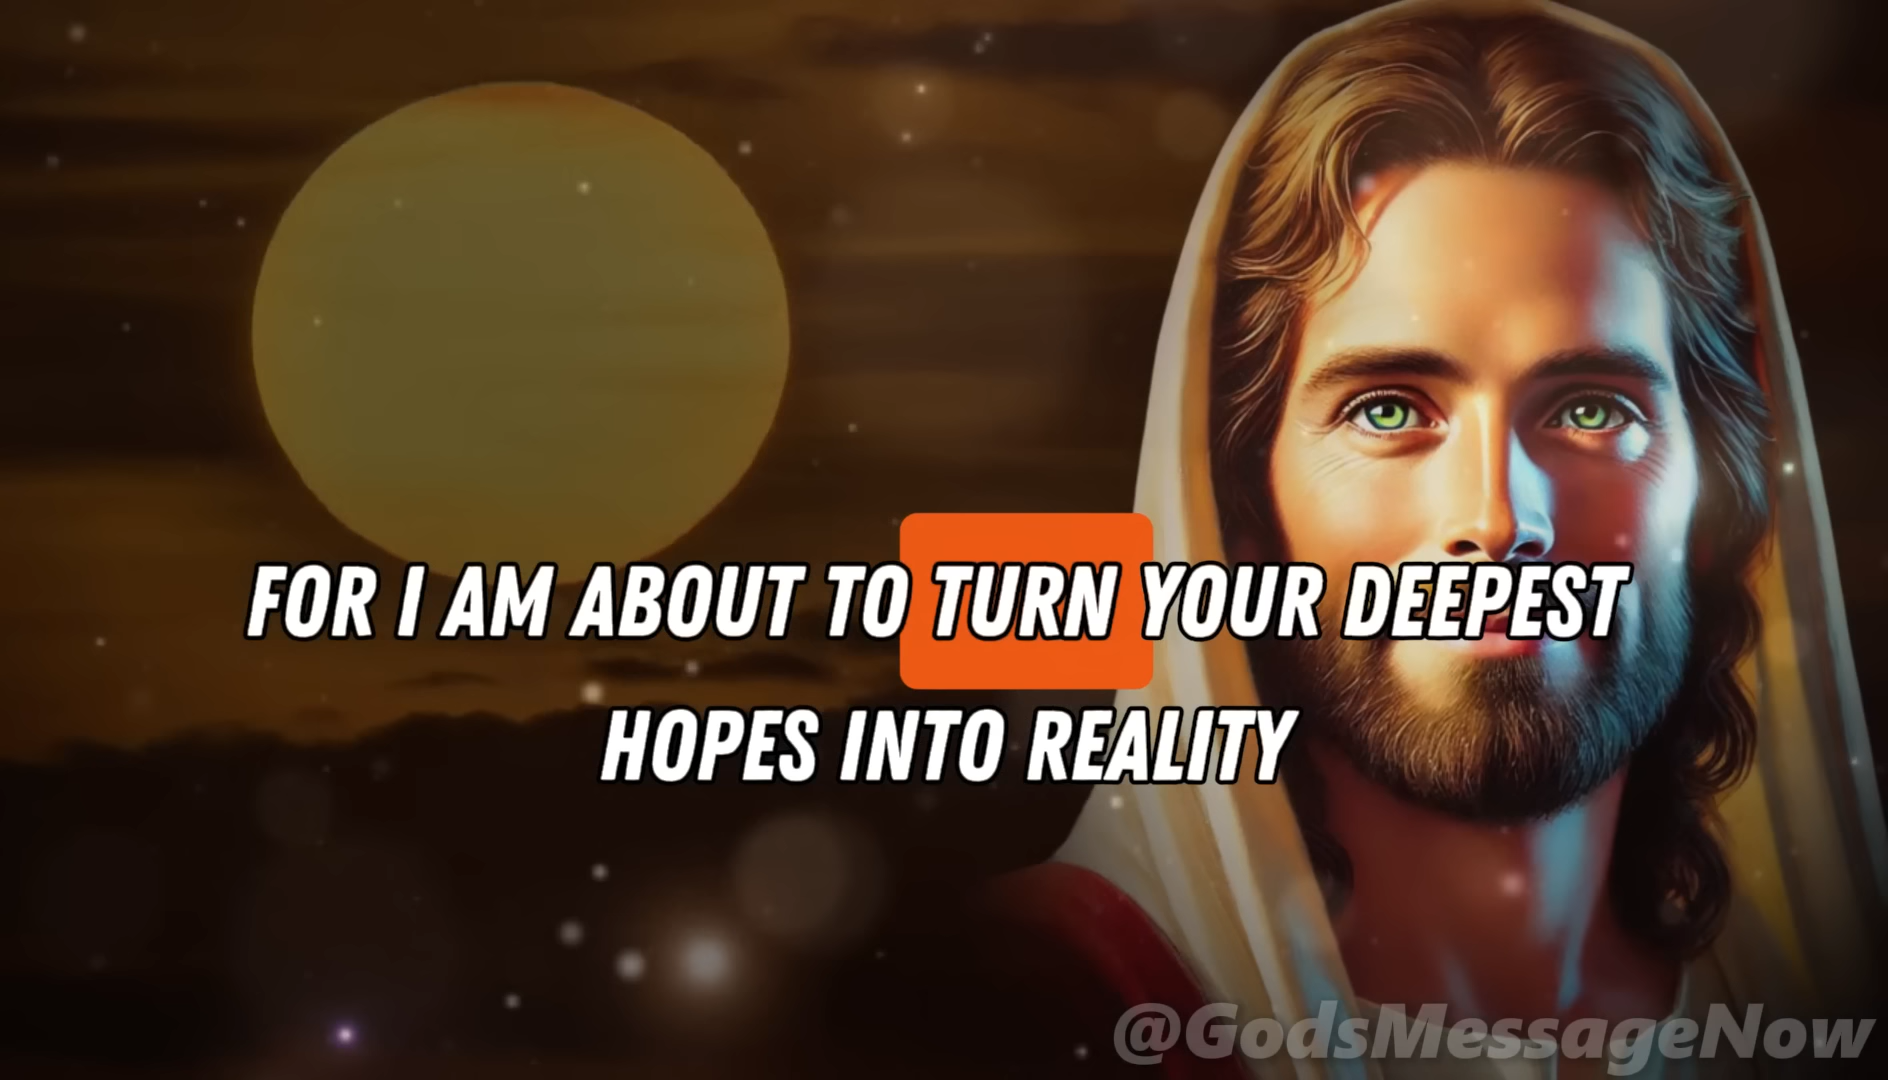 FOR I AM ABOUT TO TURN YOUR DEEPEST
HOPES INTO REALITY
@GodsMessageNow